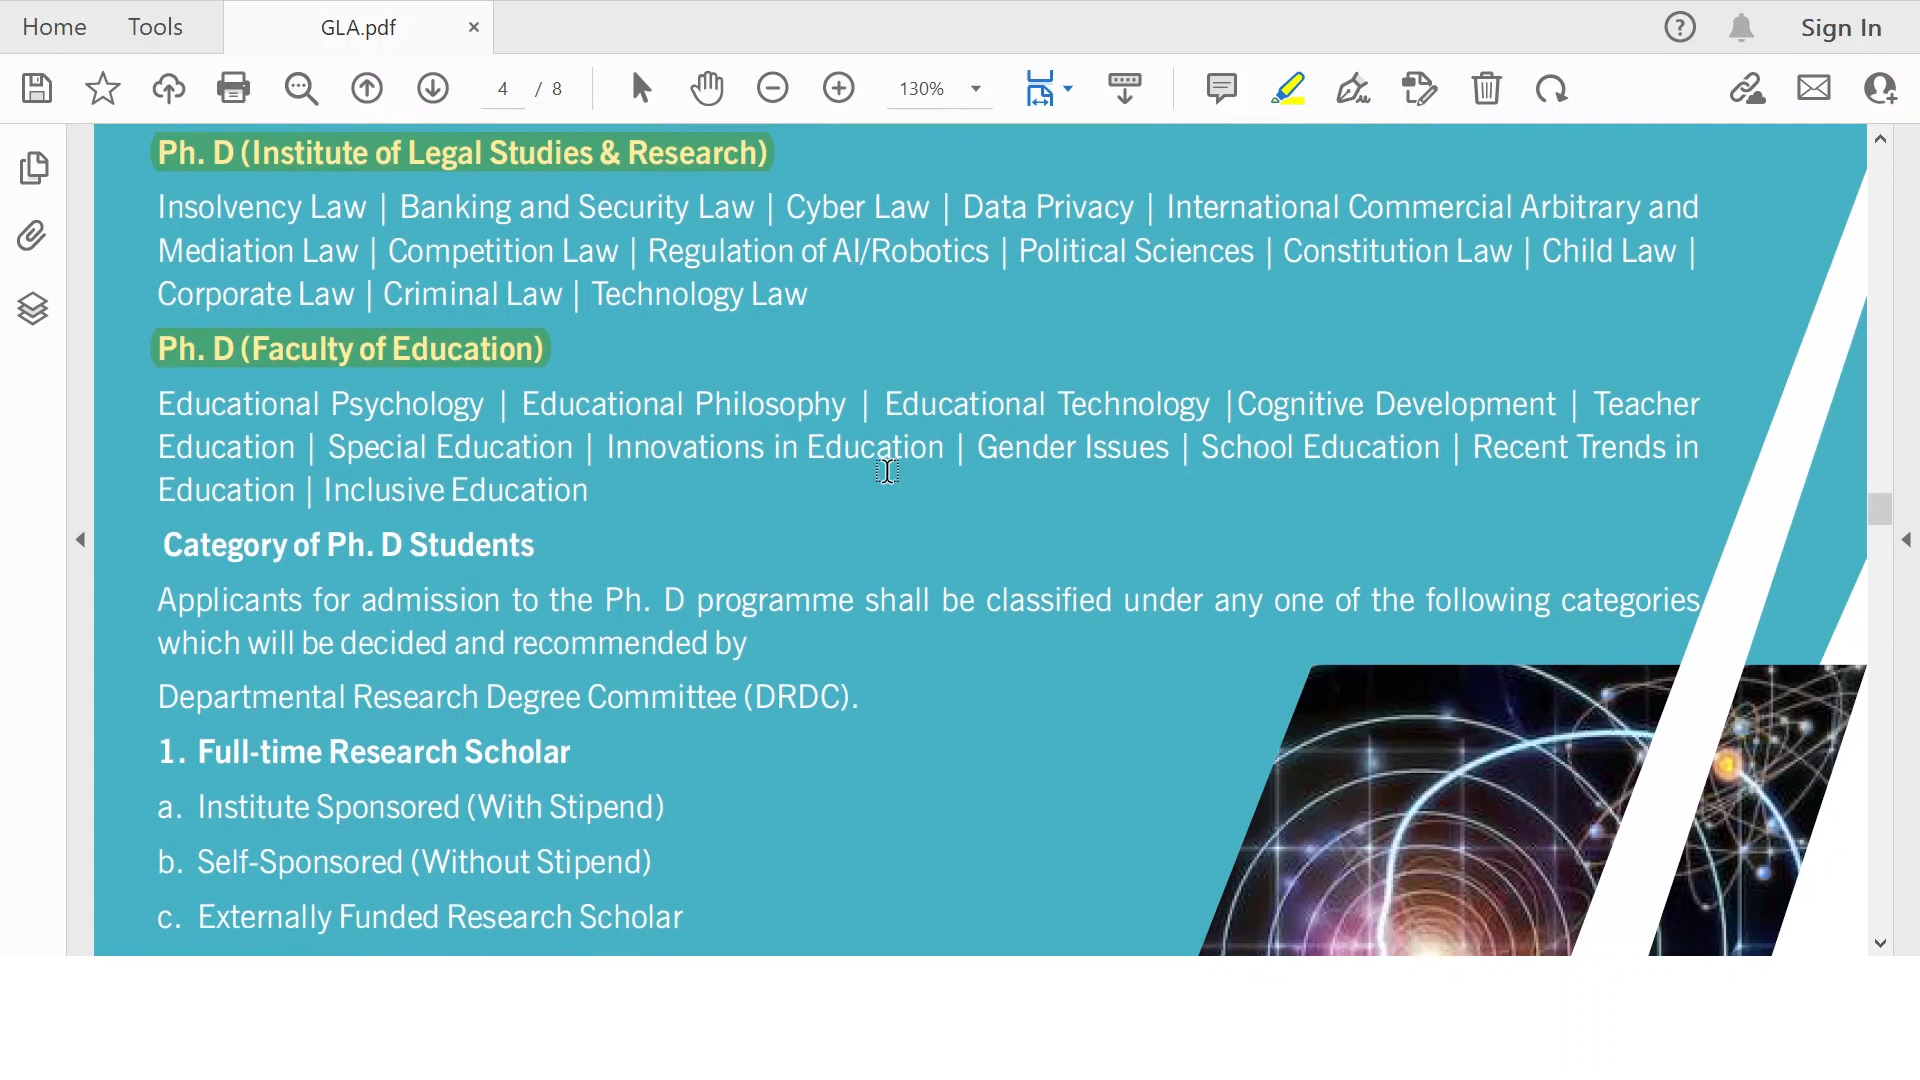 Home Tools GLA.pdf × ? Sign In
4 / 8 130%
Ph. D (Institute of Legal Studies & Research)
Insolvency Law | Banking and Security Law | Cyber Law | Data Privacy | International Commercial Arbitrary and
Mediation Law | Competition Law | Regulation of AI/Robotics | Political Sciences | Constitution Law | Child Law |
Corporate Law | Criminal Law | Technology Law
Ph. D (Faculty of Education)
Educational Psychology | Educational Philosophy | Educational Technology |Cognitive Development | Teacher
Education | Special Education | Innovations in Education | Gender Issues | School Education | Recent Trends in
Education | Inclusive Education
Category of Ph. D Students
Applicants for admission to the Ph. D programme shall be classified under any one of the following categories
which will be decided and recommended by
Departmental Research Degree Committee (DRDC).
1. Full-time Research Scholar
a. Institute Sponsored (With Stipend)
b. Self-Sponsored (Without Stipend)
c. Externally Funded Research Scholar